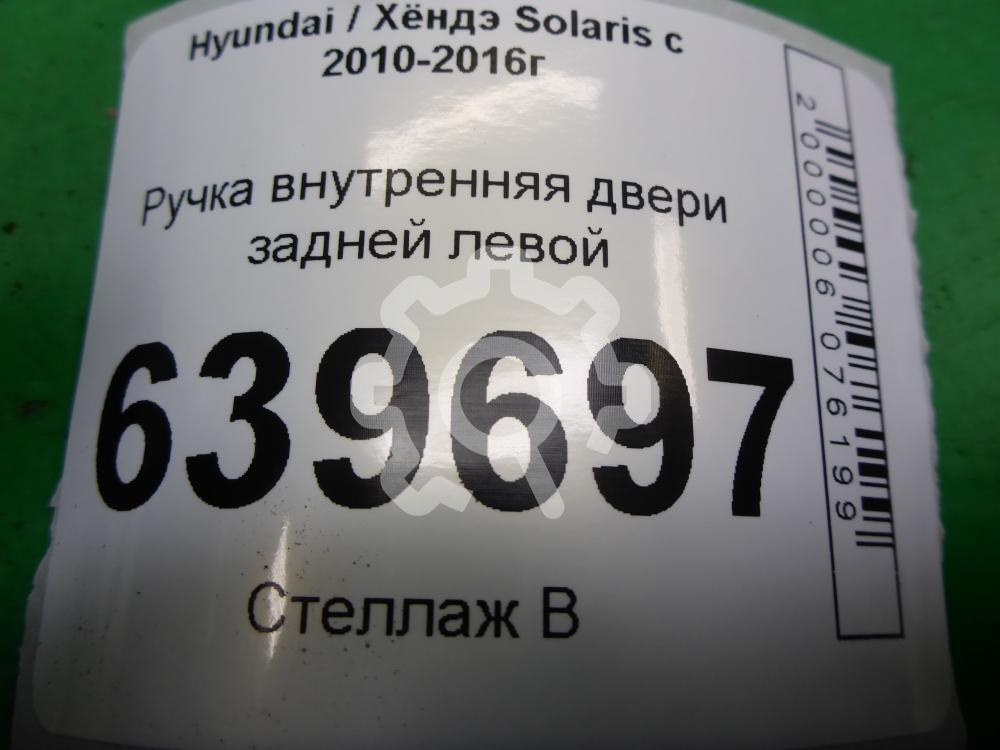 Hyundai / Хёндэ Solaris с
2010-2016г
Ручка внутренняя двери
задней левой
639697
Стеллаж В
2000006076199